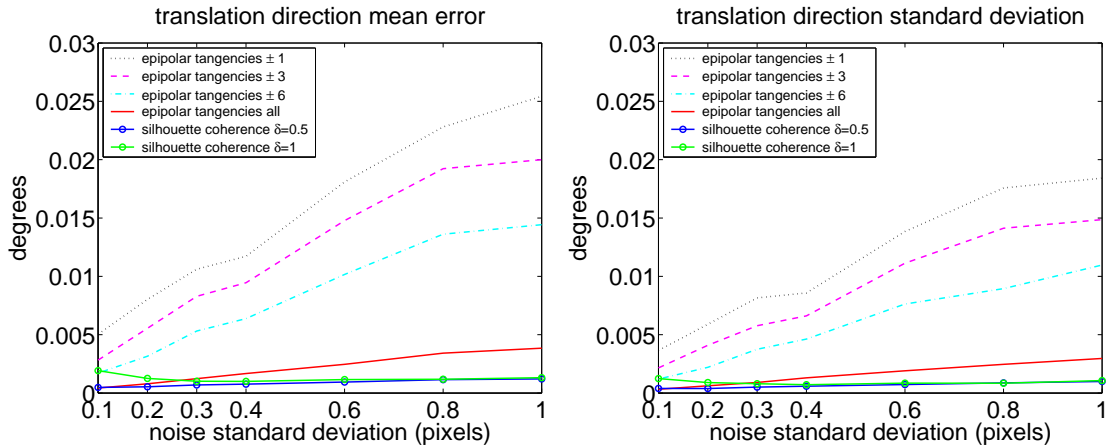 translation direction mean error
0.03
0.025
0.02
0.015
0.01
0.005
0
degrees
epipolar tangencies ± 1
epipolar tangencies ± 3
epipolar tangencies ± 6
epipolar tangencies all
silhouette coherence δ=0.5
silhouette coherence δ=1
0.1 0.2 0.3 0.4 0.6 0.8 1
noise standard deviation (pixels)
translation direction standard deviation
0.03
0.025
0.02
0.015
0.01
0.005
0
degrees
epipolar tangencies ± 1
epipolar tangencies ± 3
epipolar tangencies ± 6
epipolar tangencies all
silhouette coherence δ=0.5
silhouette coherence δ=1
0.1 0.2 0.3 0.4 0.6 0.8 1
noise standard deviation (pixels)